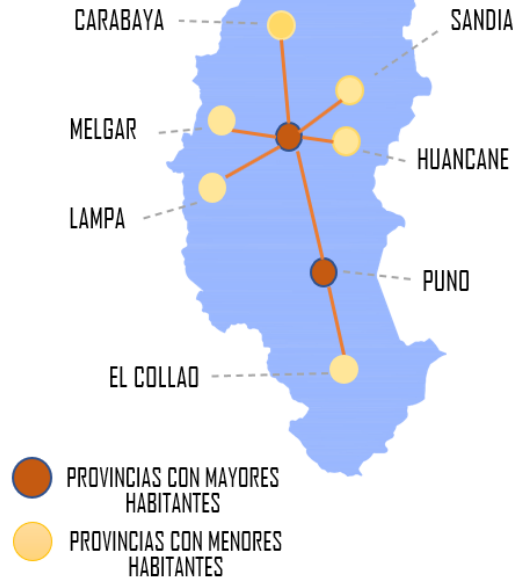 CARABAYA
SANDIA
MELGAR
HUANCANE
LAMPA
PUNO
EL COLLAO
PROVINCIAS CON MAYORES
HABITANTES
PROVINCIAS CON MENORES
HABITANTES